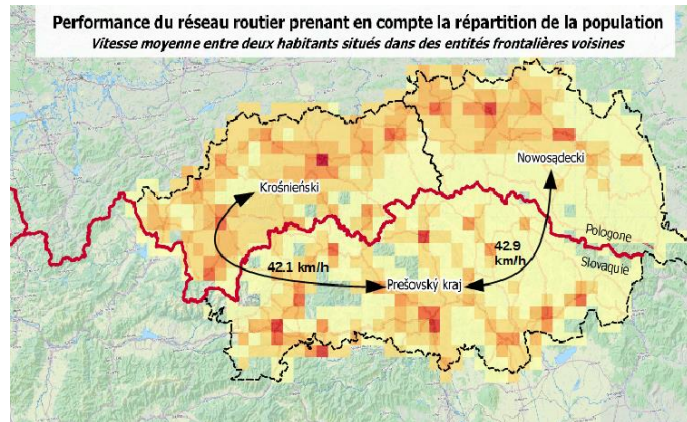 Performance du réseau routier prenant en compte la répartition de la population
Vitesse moyenne entre deux habitants situés dans des entités frontalières voisines
Nowosądecki
Krośnieński
Pologone
42.9
km/h
Slovaquie
42.1 km/h
Prešovský kraj